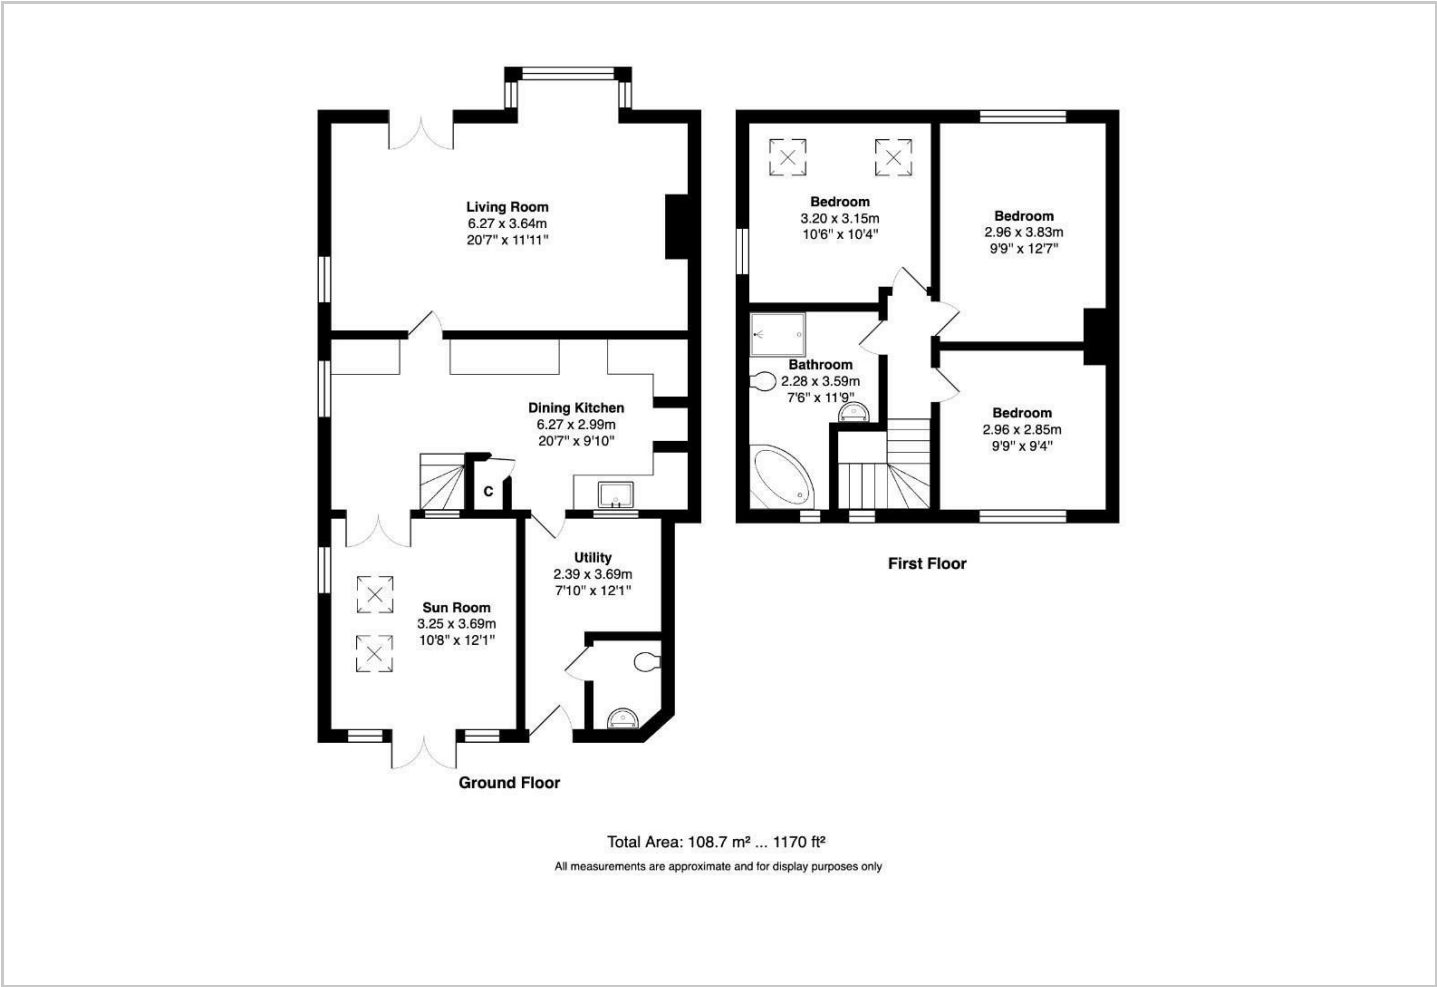 Living Room
6.27 x 3.64m
20'7" x 11'11"
Dining Kitchen
6.27 x 2.99m
20'7" x 9'10"
C
Utility
2.39 x 3.69m
7'10" x 12'1"
Sun Room
3.25 x 3.69m
10'8" x 12'1"
Ground Floor
Bedroom
3.20 x 3.15m
10'6" x 10'4"
Bedroom
2.96 x 3.83m
9'9" x 12'7"
Bathroom
2.28 x 3.59m
7'6" x 11'9"
Bedroom
2.96 x 2.85m
9'9" x 9'4"
First Floor
Total Area: 108.7 m² ... 1170 ft²
All measurements are approximate and for display purposes only